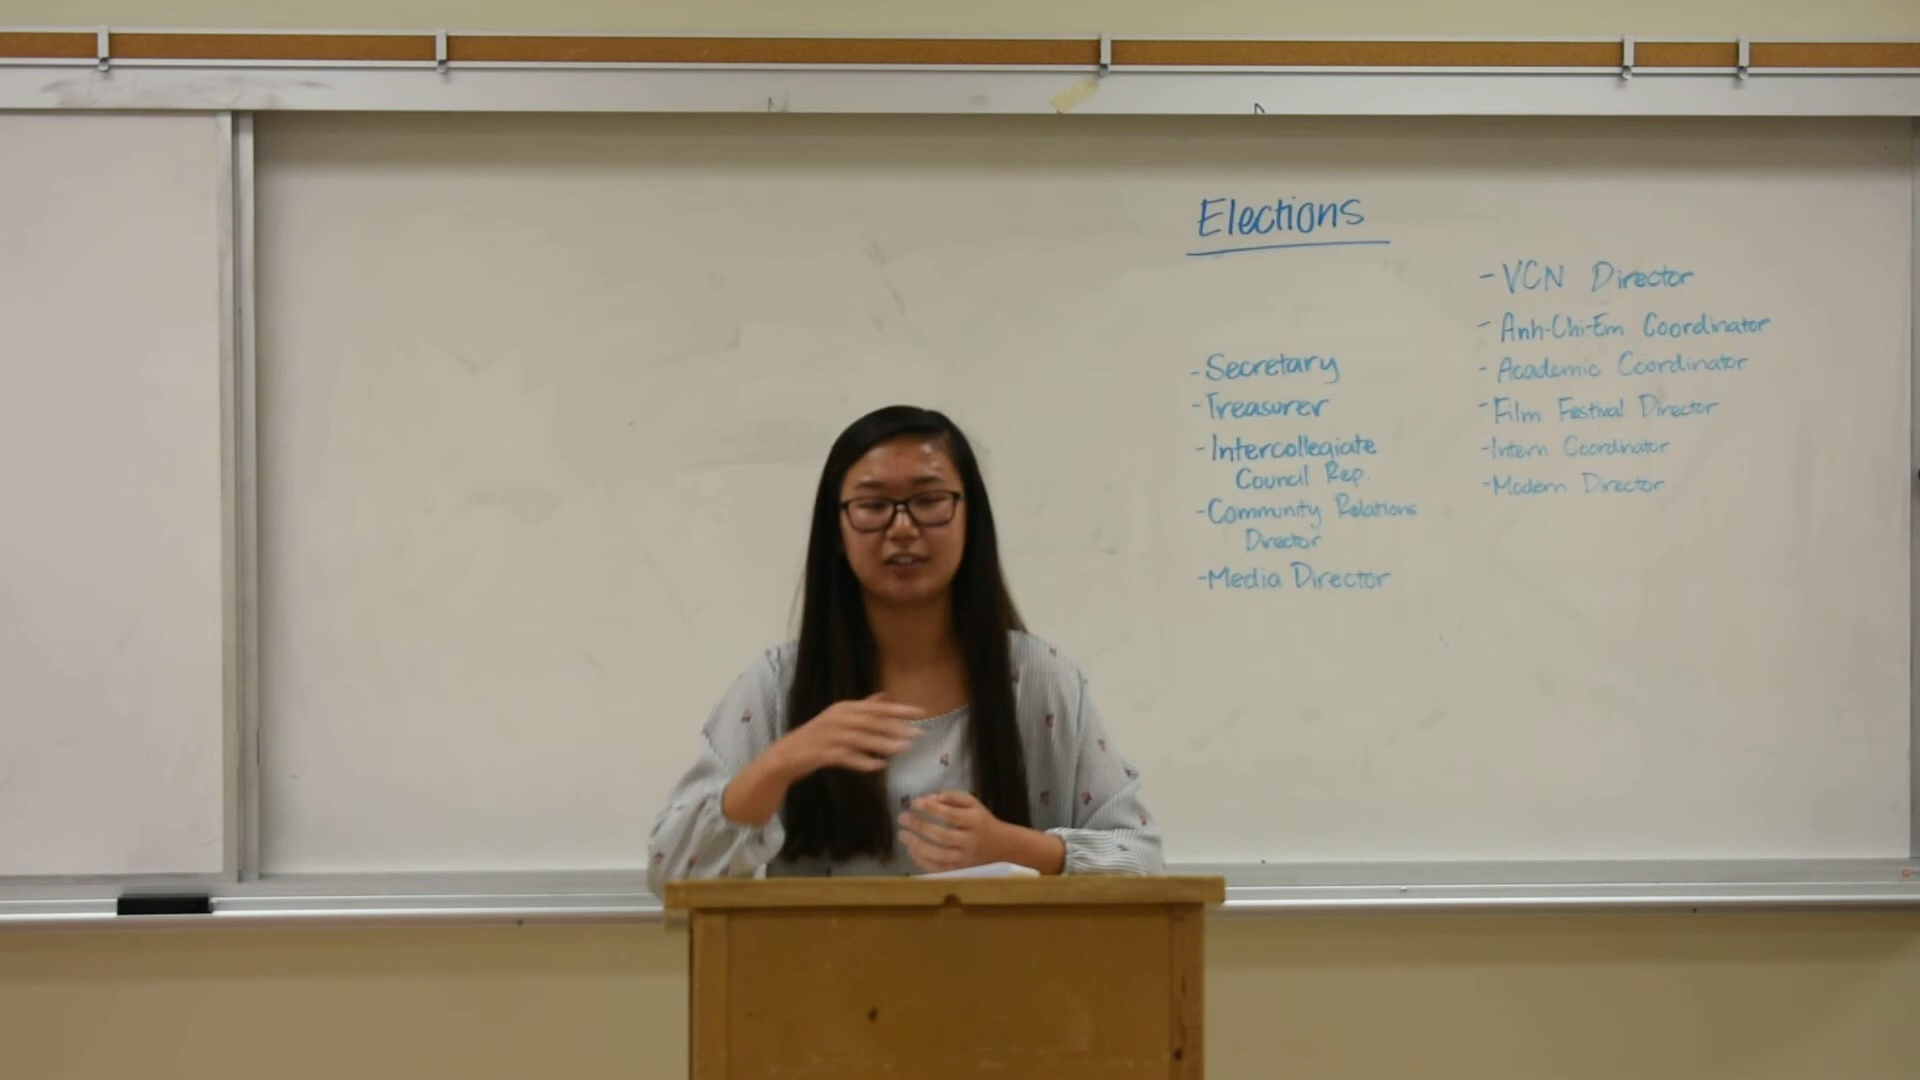 Elections
- Secretary
- Treasurer
- Intercollegiate
Council Rep.
- Community Relations
Director
- Media Director
- VCN Director
- Anh-Chi-Em Coordinator
- Academic Coordinator
- Film Festival Director
- Intern Coordinator
- Modern Director